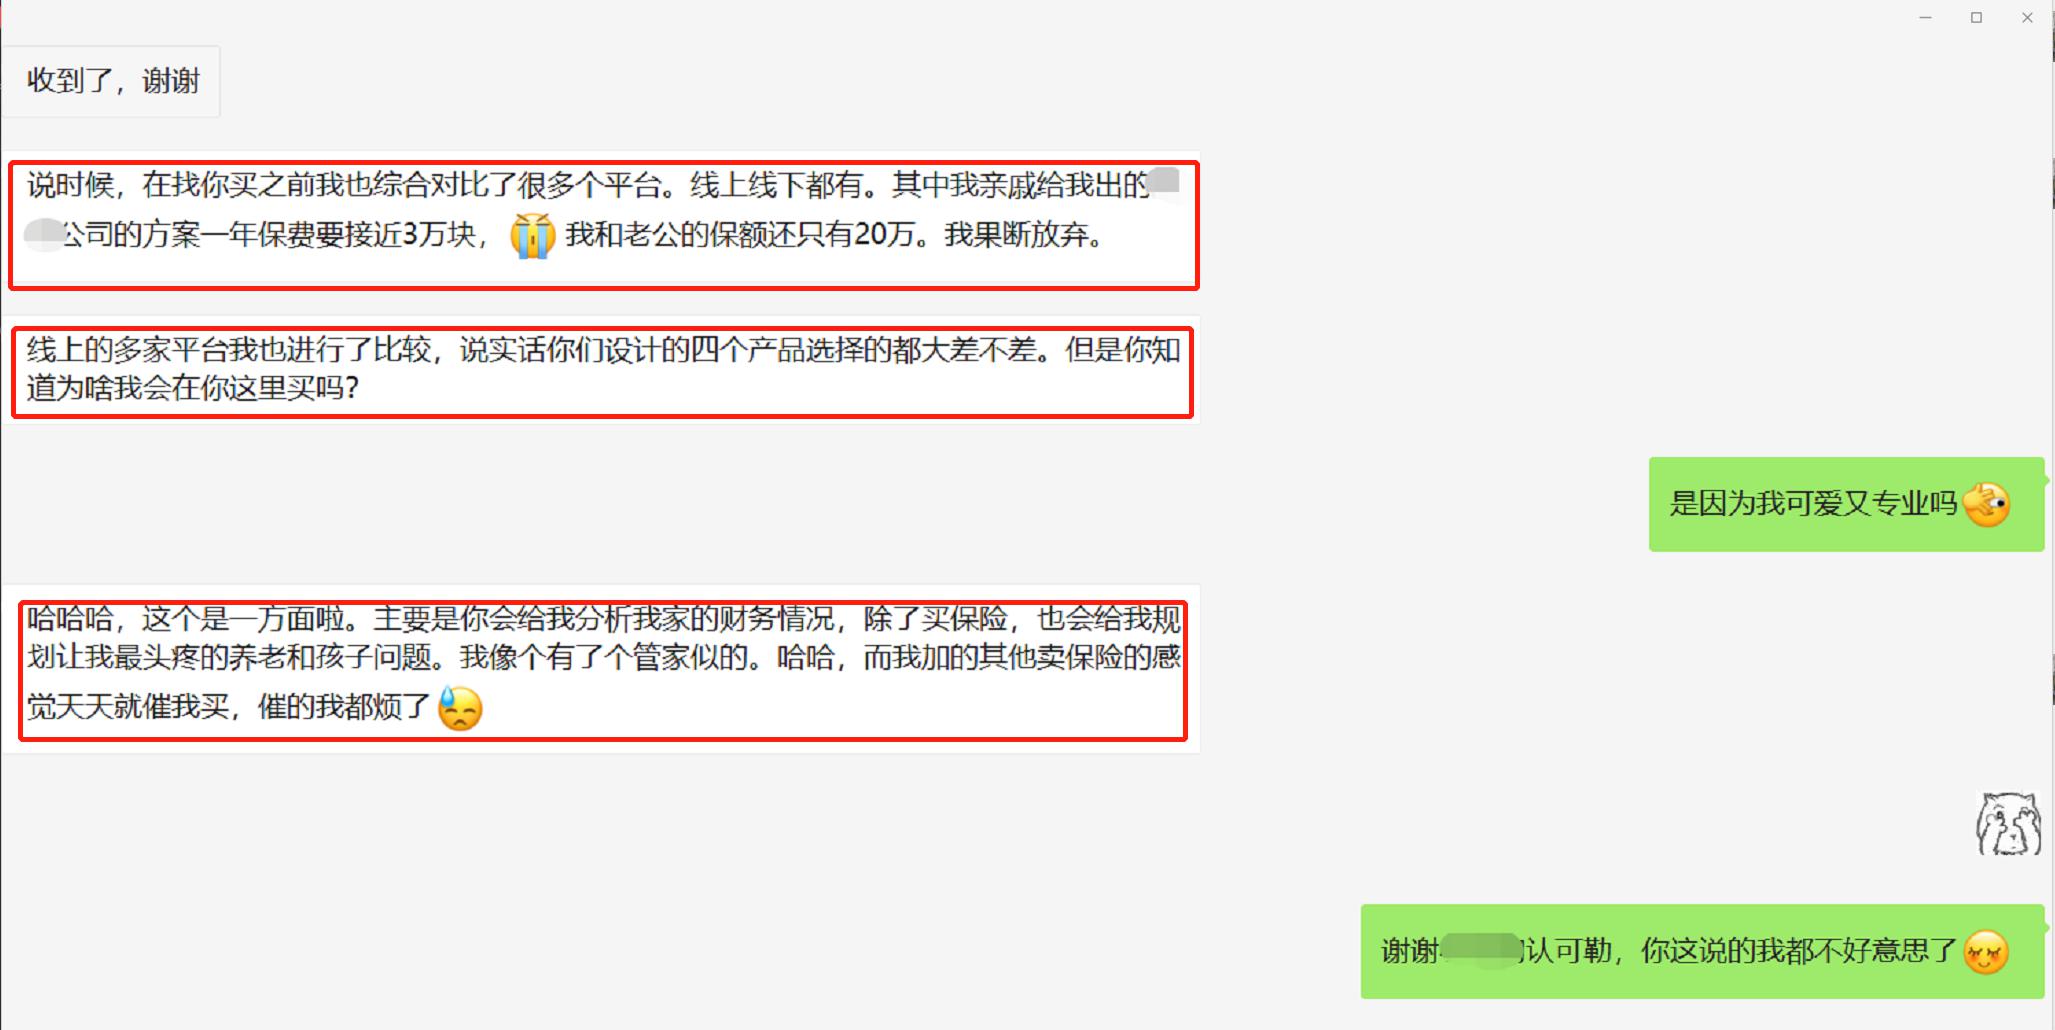 收到了，谢谢
说时候，在找你买之前我也综合对比了很多个平台。线上线下都有。其中我亲戚给我出的
公司的方案一年保费要接近3万块，😭 我和老公的保额还只有20万。我果断放弃。
线上的多家平台我也进行了比较，说实话你们设计的四个产品选择的都大差不差。但是你知
道为啥我会在你这里买吗？
是因为我可爱又专业吗
哈哈哈，这个是一方面啦。主要是你会给我分析我家的财务情况，除了买保险，也会给我规
划让我最头疼的养老和孩子问题。我像个有了个管家似的。哈哈，而我加的其他卖保险的感
觉天天就催我买，催的我都烦了😓
谢谢认可勒，你这说的我都不好意思了